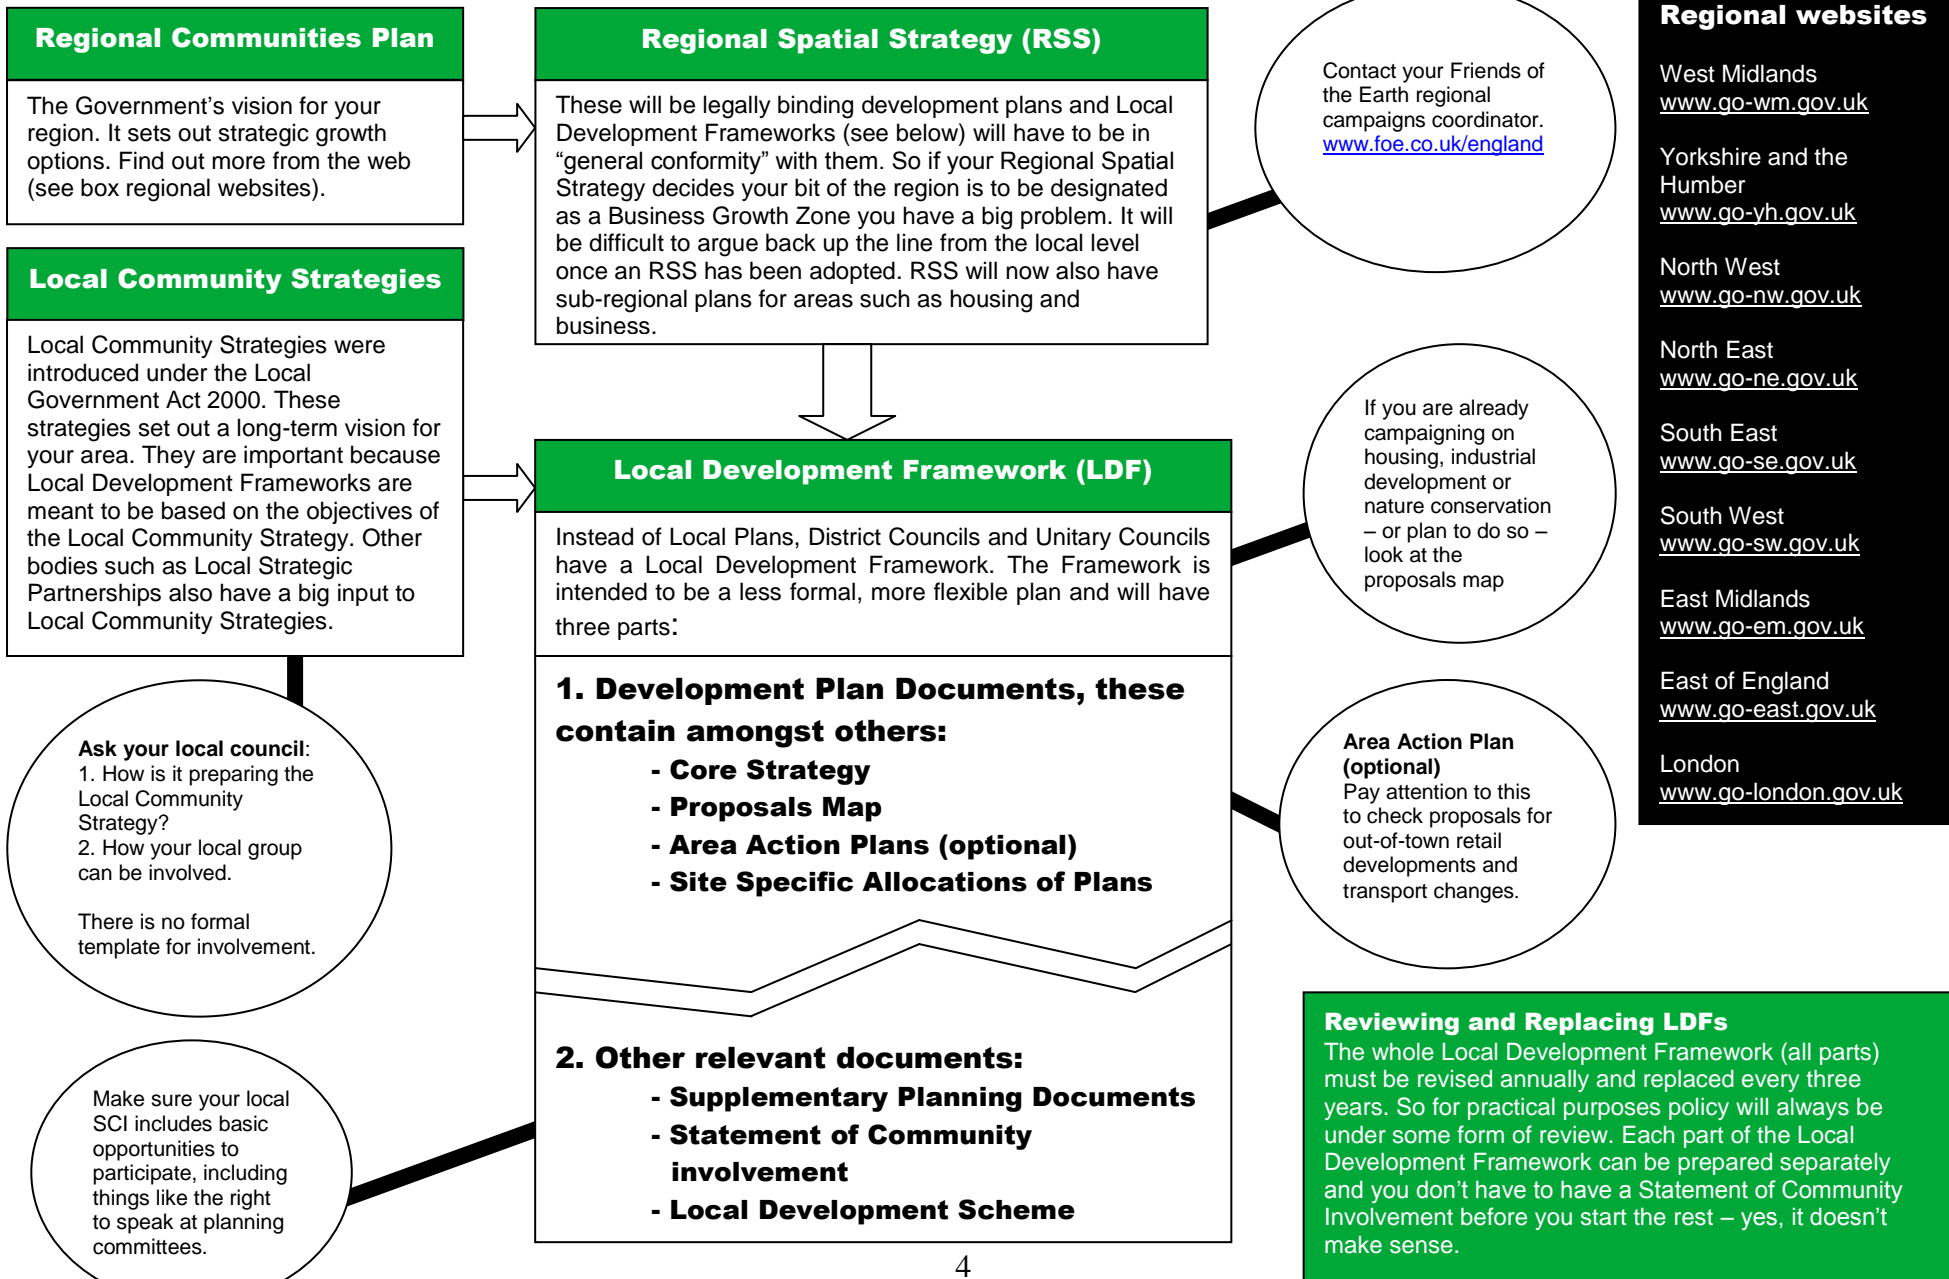 Regional Communities Plan
The Government's vision for your
region. It sets out strategic growth
options. Find out more from the web
(see box regional websites).
Regional Spatial Strategy (RSS)
These will be legally binding development plans and Local
Development Frameworks (see below) will have to be in
“general conformity” with them. So if your Regional Spatial
Strategy decides your bit of the region is to be designated
as a Business Growth Zone you have a big problem. It will
be difficult to argue back up the line from the local level
once an RSS has been adopted. RSS will now also have
sub-regional plans for areas such as housing and
business.
Contact your Friends of
the Earth regional
campaigns coordinator.
www.foe.co.uk/england
Regional websites
West Midlands
www.go-wm.gov.uk
Yorkshire and the
Humber
www.go-yh.gov.uk
North West
www.go-nw.gov.uk
North East
www.go-ne.gov.uk
South East
www.go-se.gov.uk
South West
www.go-sw.gov.uk
East Midlands
www.go-em.gov.uk
East of England
www.go-east.gov.uk
London
www.go-london.gov.uk
Local Community Strategies
Local Community Strategies were
introduced under the Local
Government Act 2000. These
strategies set out a long-term vision for
your area. They are important because
Local Development Frameworks are
meant to be based on the objectives of
the Local Community Strategy. Other
bodies such as Local Strategic
Partnerships also have a big input to
Local Community Strategies.
Local Development Framework (LDF)
Instead of Local Plans, District Councils and Unitary Councils
have a Local Development Framework. The Framework is
intended to be a less formal, more flexible plan and will have
three parts:
1. Development Plan Documents, these
contain amongst others:
- Core Strategy
- Proposals Map
- Area Action Plans (optional)
- Site Specific Allocations of Plans
2. Other relevant documents:
- Supplementary Planning Documents
- Statement of Community
involvement
- Local Development Scheme
If you are already
campaigning on
housing, industrial
development or
nature conservation
– or plan to do so –
look at the
proposals map
Area Action Plan
(optional)
Pay attention to this
to check proposals for
out-of-town retail
developments and
transport changes.
Ask your local council:
1. How is it preparing the
Local Community
Strategy?
2. How your local group
can be involved.
There is no formal
template for involvement.
Make sure your local
SCI includes basic
opportunities to
participate, including
things like the right
to speak at planning
committees.
Reviewing and Replacing LDFs
The whole Local Development Framework (all parts)
must be revised annually and replaced every three
years. So for practical purposes policy will always be
under some form of review. Each part of the Local
Development Framework can be prepared separately
and you don't have to have a Statement of Community
Involvement before you start the rest – yes, it doesn't
make sense.
4